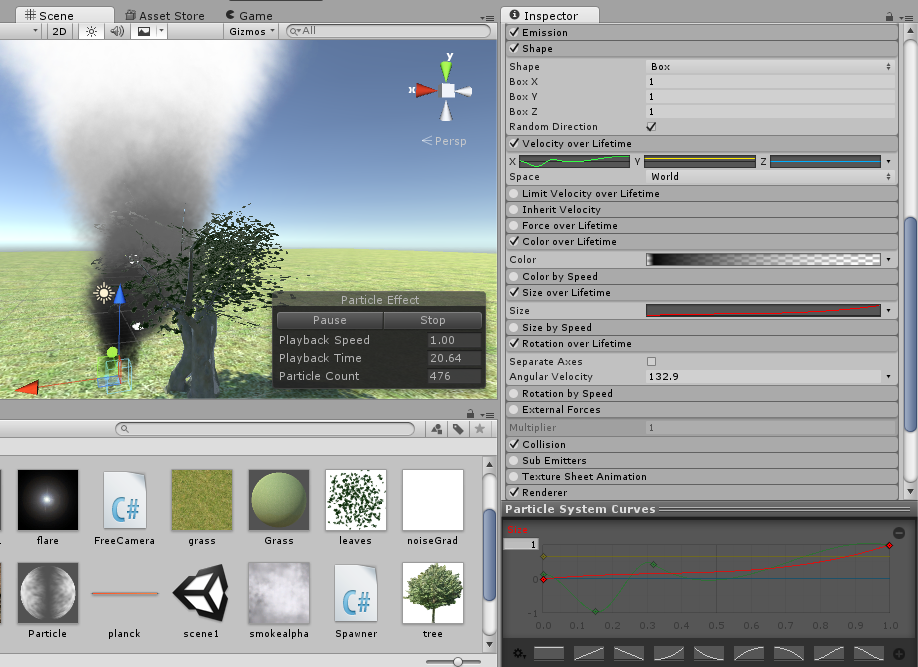 Scene
Asset Store
Game
2D
Gizmos
All
y
x
Persp
Particle Effect
Pause
Stop
Playback Speed
1.00
Playback Time
20.64
Particle Count
476
flare
FreeCamera
grass
Grass
leaves
noiseGrad
C#
Particle
planck
scene1
smokealpha
Spawner
tree
C#
Inspector
Emission
Shape
Shape
Box
Box X
1
Box Y
1
Box Z
1
Random Direction
Velocity over Lifetime
X
Y
Z
Space
World
Limit Velocity over Lifetime
Inherit Velocity
Force over Lifetime
Color over Lifetime
Color
Color by Speed
Size over Lifetime
Size
Size by Speed
Rotation over Lifetime
Separate Axes
Angular Velocity
132.9
Rotation by Speed
External Forces
Multiplier
1
Collision
Sub Emitters
Texture Sheet Animation
Renderer
Particle System Curves
Size
1
0
-1
0.0 0.1 0.2 0.3 0.4 0.5 0.6 0.7 0.8 0.9 1.0